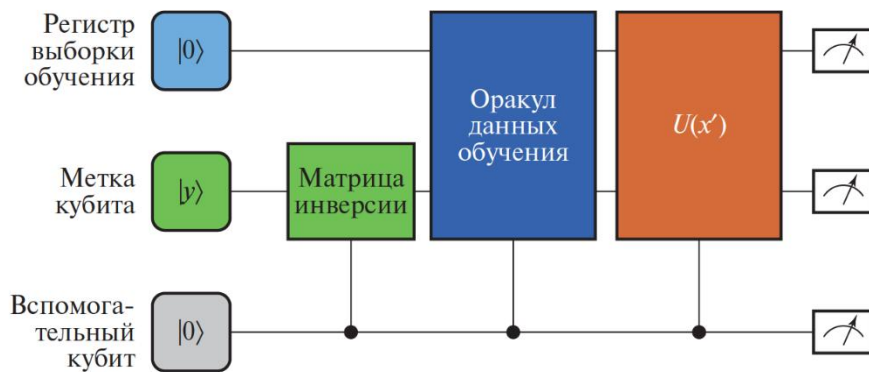 Регистр
выборки
обучения
|0⟩
Оракул
данных
обучения
U(x′)
Метка
кубита
|y⟩
Матрица
инверсии
Вспомога-
тельный
кубит
|0⟩